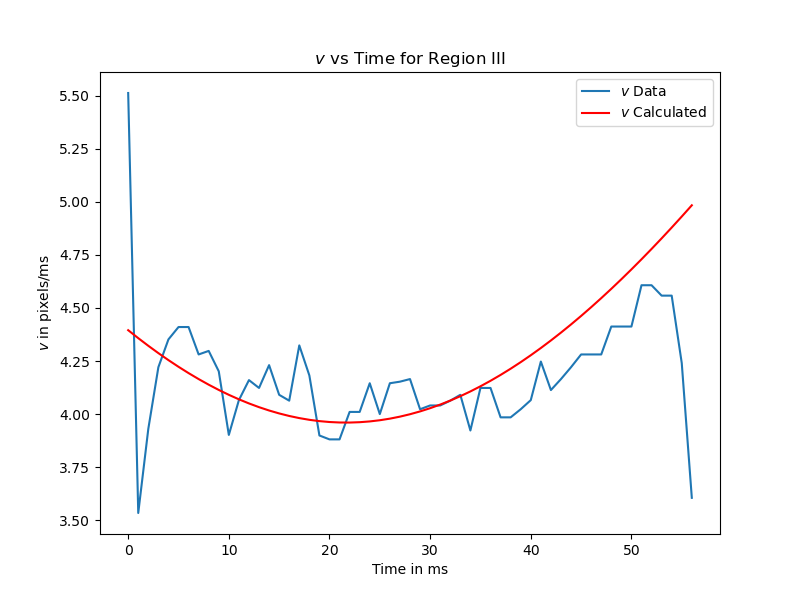 v vs Time for Region III
v Data
v Calculated
5.50
5.25
5.00
4.75
4.50
4.25
4.00
3.75
3.50
v in pixels/ms
0 10 20 30 40 50
Time in ms